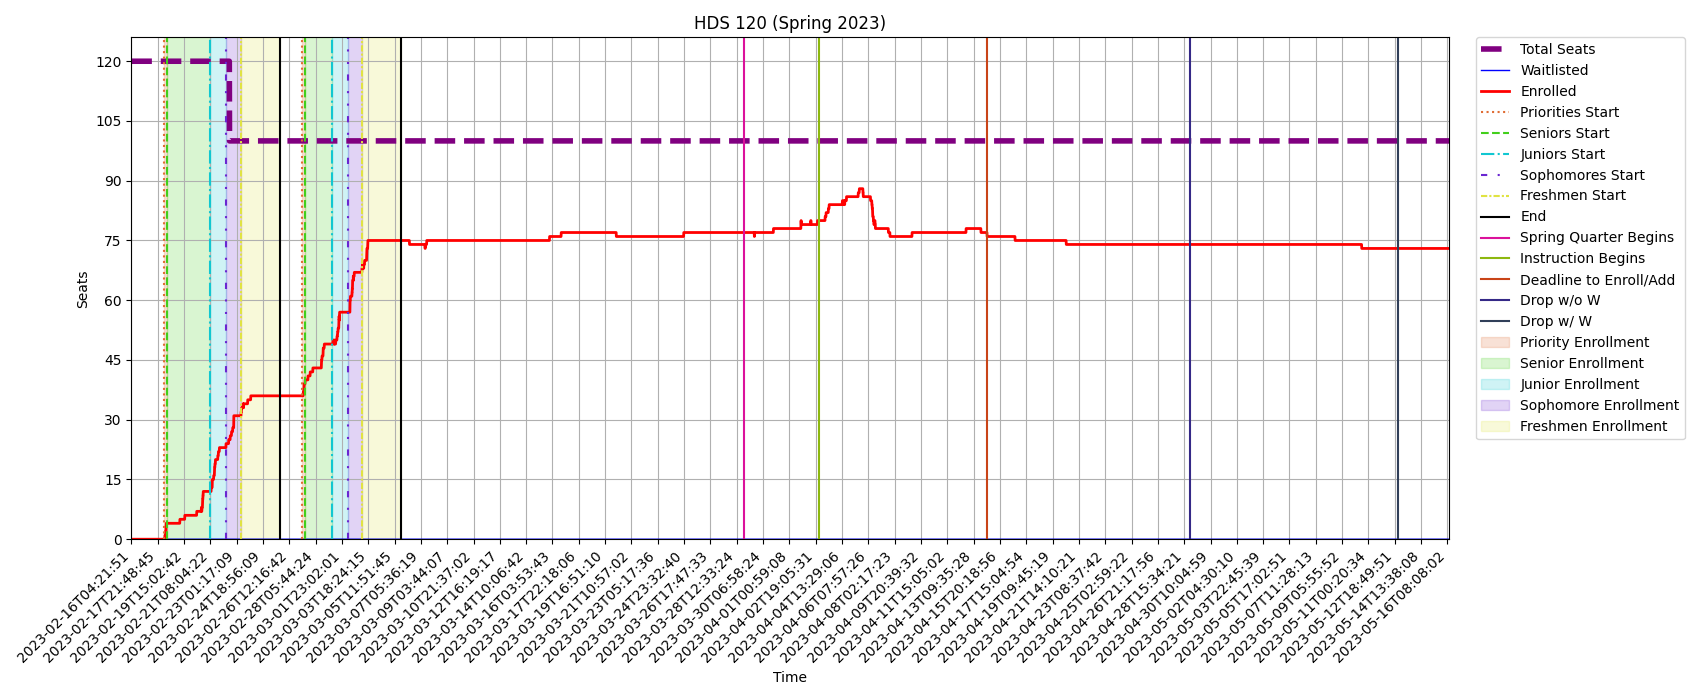 HDS 120 (Spring 2023)
Seats
120
105
90
75
60
45
30
15
0
2023-02-16T04:21:51
2023-02-17T21:48:45
2023-02-19T15:02:42
2023-02-21T08:04:22
2023-02-23T01:17:09
2023-02-24T18:56:09
2023-02-26T12:16:42
2023-02-28T05:44:24
2023-03-01T23:02:01
2023-03-03T18:24:15
2023-03-05T11:51:45
2023-03-07T05:36:19
2023-03-09T03:44:07
2023-03-10T21:37:02
2023-03-12T16:19:17
2023-03-14T10:06:42
2023-03-16T03:53:43
2023-03-17T22:18:06
2023-03-19T16:51:10
2023-03-21T10:57:02
2023-03-23T05:17:36
2023-03-24T23:32:40
2023-03-26T17:47:33
2023-03-28T12:33:24
2023-03-30T06:58:24
2023-04-01T00:59:08
2023-04-02T19:05:31
2023-04-04T13:29:06
2023-04-06T07:57:26
2023-04-08T02:17:23
2023-04-09T20:39:32
2023-04-11T15:05:02
2023-04-13T09:35:28
2023-04-15T20:18:56
2023-04-17T15:04:54
2023-04-19T09:45:19
2023-04-21T14:10:21
2023-04-23T08:37:42
2023-04-25T02:59:22
2023-04-26T21:17:56
2023-04-28T15:34:21
2023-04-30T10:04:59
2023-05-02T04:30:10
2023-05-03T22:45:39
2023-05-05T17:02:51
2023-05-07T11:28:13
2023-05-09T05:55:52
2023-05-11T00:20:34
2023-05-12T18:49:51
2023-05-14T13:38:08
2023-05-16T08:08:02
Time
Total Seats
Waitlisted
Enrolled
Priorities Start
Seniors Start
Juniors Start
Sophomores Start
Freshmen Start
End
Spring Quarter Begins
Instruction Begins
Deadline to Enroll/Add
Drop w/o W
Drop w/ W
Priority Enrollment
Senior Enrollment
Junior Enrollment
Sophomore Enrollment
Freshmen Enrollment